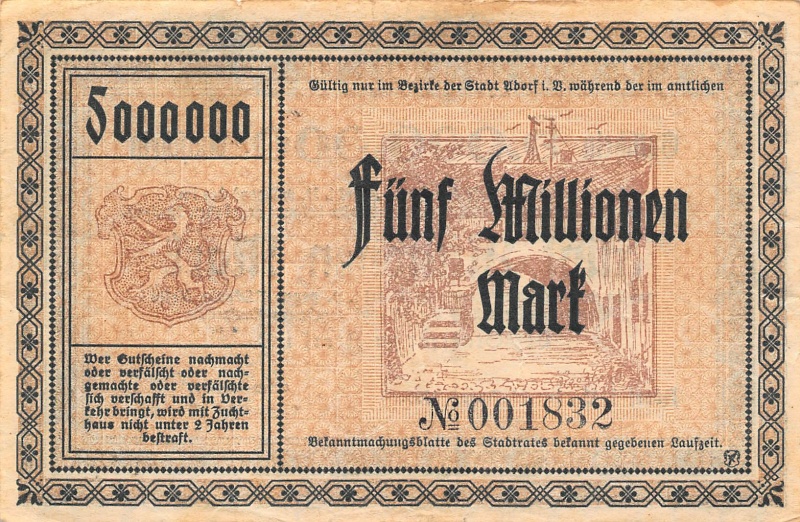 5000000
Wer Gutscheine nachmacht
oder verfälscht oder nach-
gemachte oder verfälschte
sich verschafft und in Ver-
kehr bringt, wird mit Zucht-
haus nicht unter 2 Jahren
bestraft.
Gültig nur im Bezirke der Stadt Adorf i. V. während der im amtlichen
Fünf Millionen
Mark
№ 001832
Bekanntmachungsblatte des Stadtrates bekannt gegebenen Laufzeit.